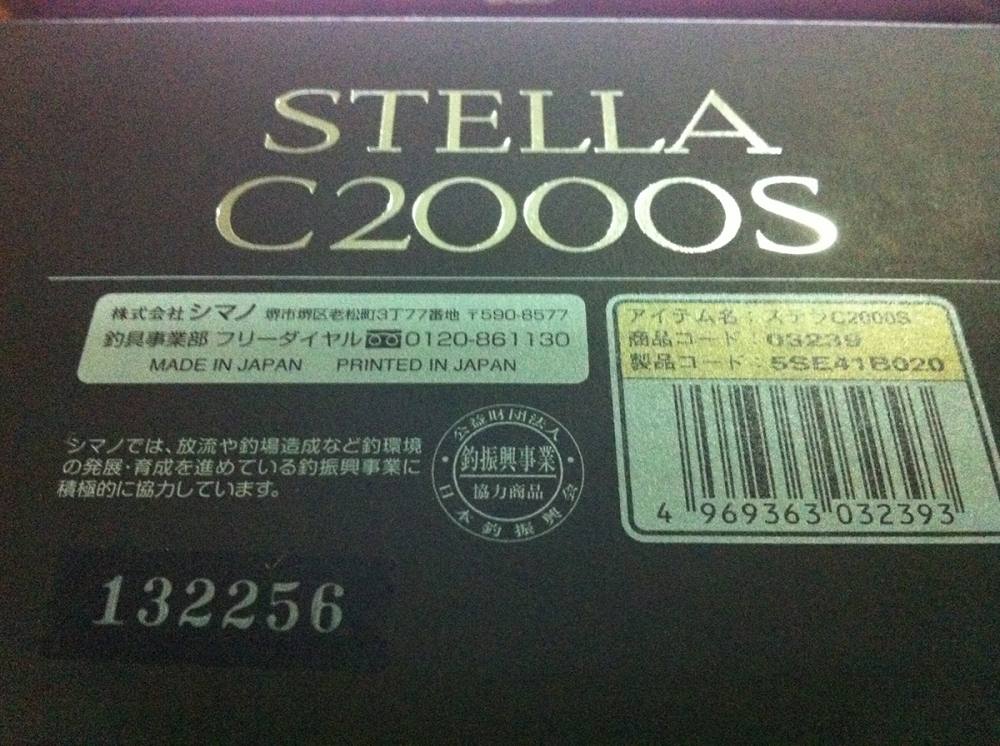 STELLA
C2000S
株式会社 シマノ 堺市堺区老松町3丁77番地 〒590-8577
釣具事業部 フリーダイヤル 0120-861130
MADE IN JAPAN PRINTED IN JAPAN
アイテム名：ステラC2000S
商品コード：03239
製品コード：5SE41B020
4 969363 032393
シマノでは、放流や釣場造成など釣環境
の発展・育成を進めている釣振興事業に
積極的に協力しています。
公益財団法人
釣振興事業
協力商品
日本釣振興会
132256